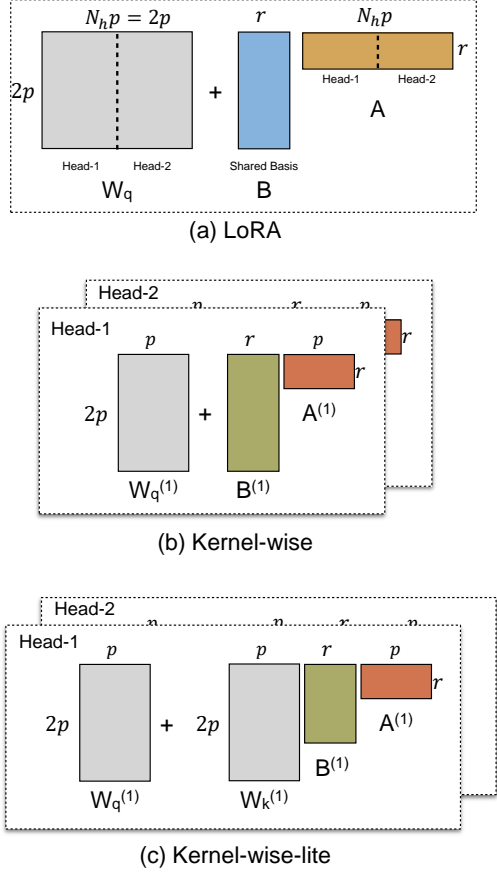 N_h p = 2p r N_h p
2p + r
Head-1 Head-2
Head-1 Head-2 Shared Basis A
W_q B
(a) LoRA
Head-2
p r p
Head-1
r
p r p
2p + r
A^(1)
W_q^(1) B^(1)
(b) Kernel-wise
Head-2
p p r p
Head-1
p p r p
2p + 2p r
A^(1)
B^(1)
W_q^(1) W_k^(1)
(c) Kernel-wise-lite